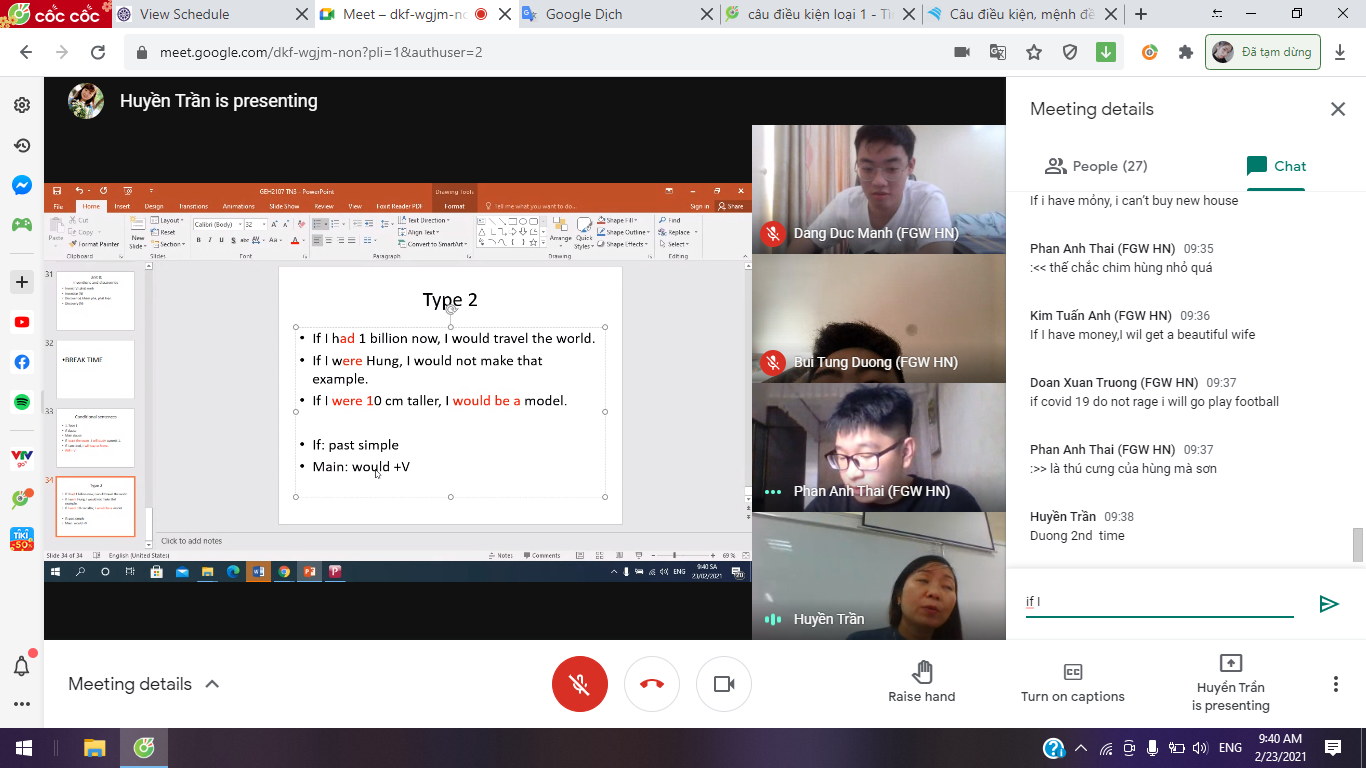 cốc cốc
View Schedule
Meet – dkf-wgjm-no
Google Dịch
câu điều kiện loại 1 - Tì
Câu điều kiện, mệnh đề
meet.google.com/dkf-wgjm-non?pli=1&authuser=2
Đã tạm dừng
Huyền Trần is presenting
GEH2107 TNS - PowerPoint
Drawing Tools
File
Home
Insert
Design
Transitions
Animations
Slide Show
Review
View
Foxit Reader PDF
Format
Tell me what you want to do...
Sign in
Share
Paste
Cut
Copy
Format Painter
Clipboard
New Slide
Layout
Reset
Section
Slides
Calibri (Body)
32
Font
Text Direction
Align Text
Convert to SmartArt
Paragraph
Arrange
Quick Styles
Shape Fill
Shape Outline
Shape Effects
Drawing
Find
Replace
Select
Editing
31
32
•BREAK TIME
33
Conditional sentences
34
Type 2
Type 2
• If I had 1 billion now, I would travel the world.
• If I were Hung, I would not make that
example.
• If I were 10 cm taller, I would be a model.
• If: past simple
• Main: would +V
Click to add notes
Slide 34 of 34
English (United States)
Notes
Comments
69 %
ENG
9:40 SA
23/02/2021
Dang Duc Manh (FGW HN)
Bui Tung Duong (FGW HN)
Phan Anh Thai (FGW HN)
Huyền Trần
Meeting details
People (27)
Chat
If i have mỏny, i can't buy new house
Phan Anh Thai (FGW HN) 09:35
:<< thế chắc chim hùng nhỏ quá
Kim Tuấn Anh (FGW HN) 09:36
If I have money,I wil get a beautiful wife
Doan Xuan Truong (FGW HN) 09:37
if covid 19 do not rage i will go play football
Phan Anh Thai (FGW HN) 09:37
:>> là thú cưng của hùng mà sơn
Huyền Trần 09:38
Duong 2nd time
if I
Meeting details
Raise hand
Turn on captions
Huyền Trần
is presenting
VTV
go
TIKI
-50%
ENG
9:40 AM
2/23/2021